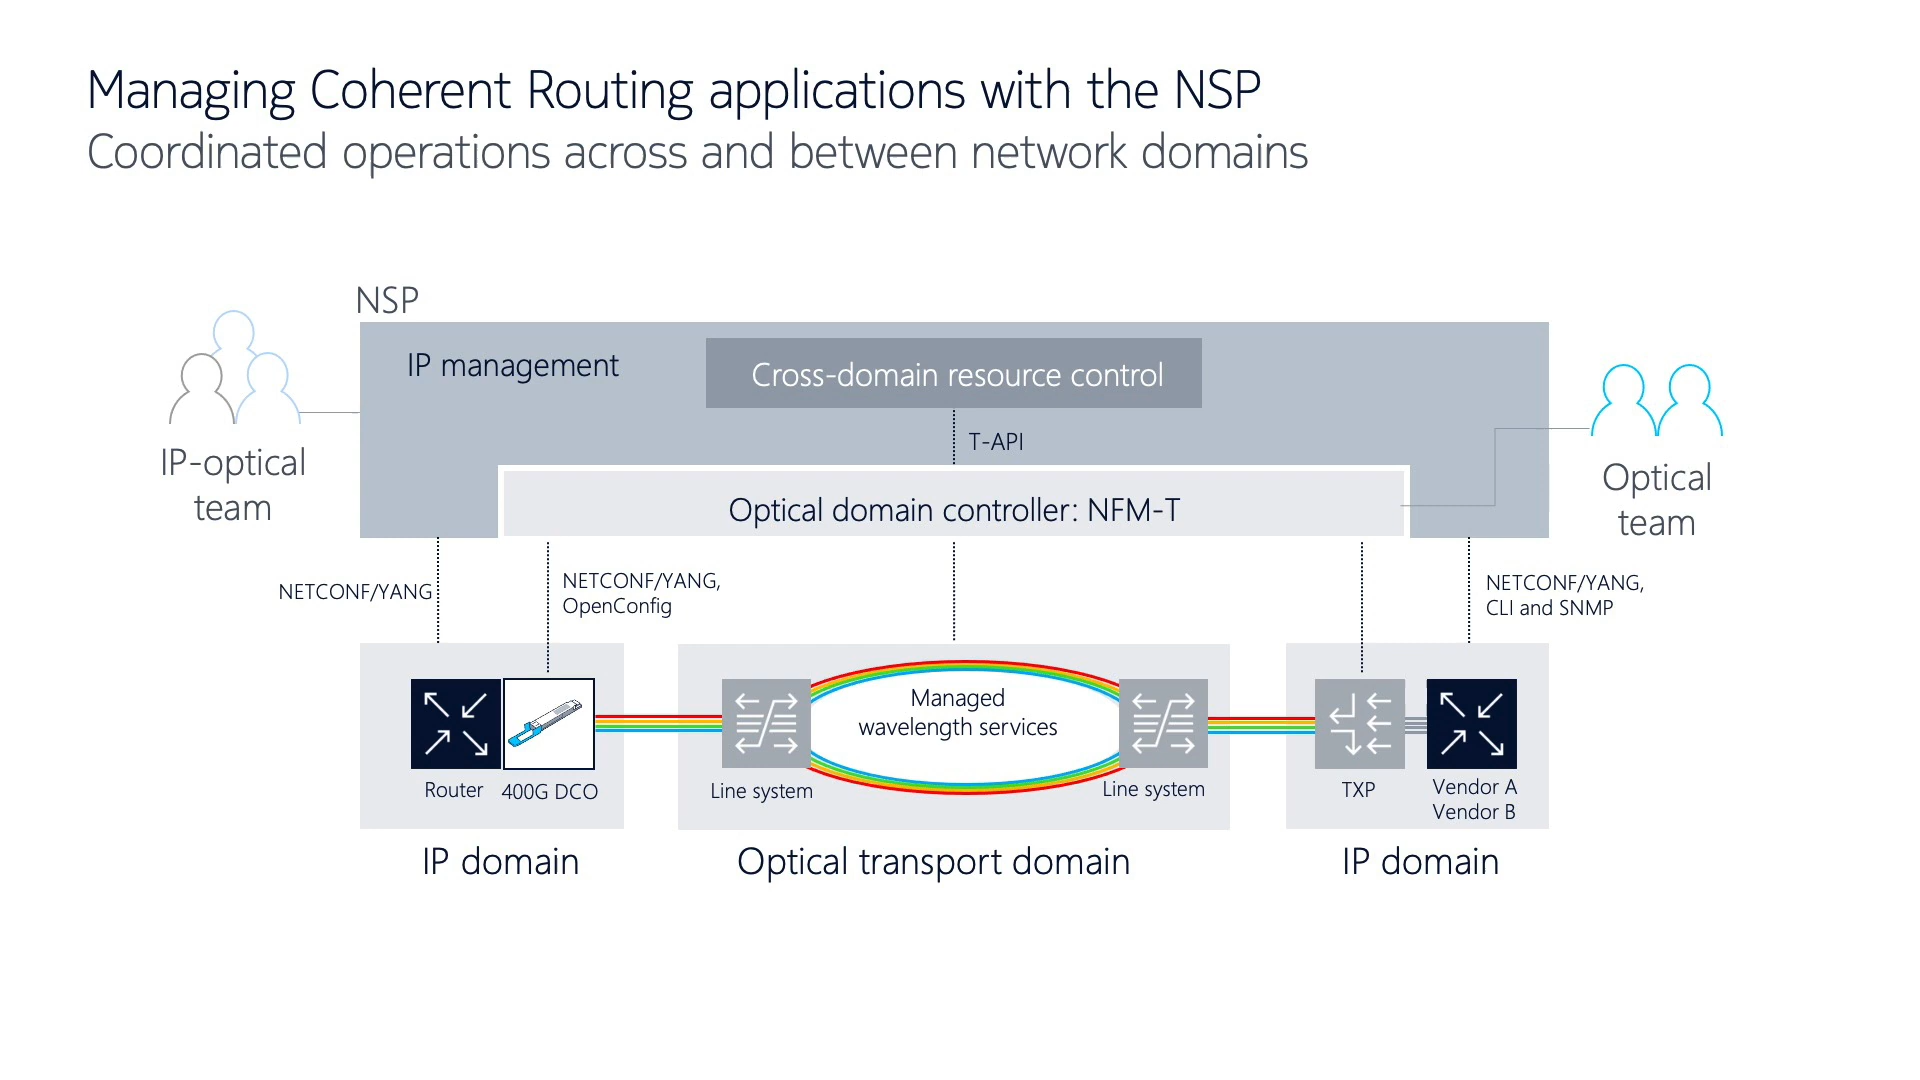 Managing Coherent Routing applications with the NSP
Coordinated operations across and between network domains
NSP
IP management
Cross-domain resource control
T-API
Optical domain controller: NFM-T
IP-optical
team
Optical
team
NETCONF/YANG
NETCONF/YANG,
OpenConfig
NETCONF/YANG,
CLI and SNMP
Managed
wavelength services
Router
400G DCO
Line system
Line system
TXP
Vendor A
Vendor B
IP domain
Optical transport domain
IP domain